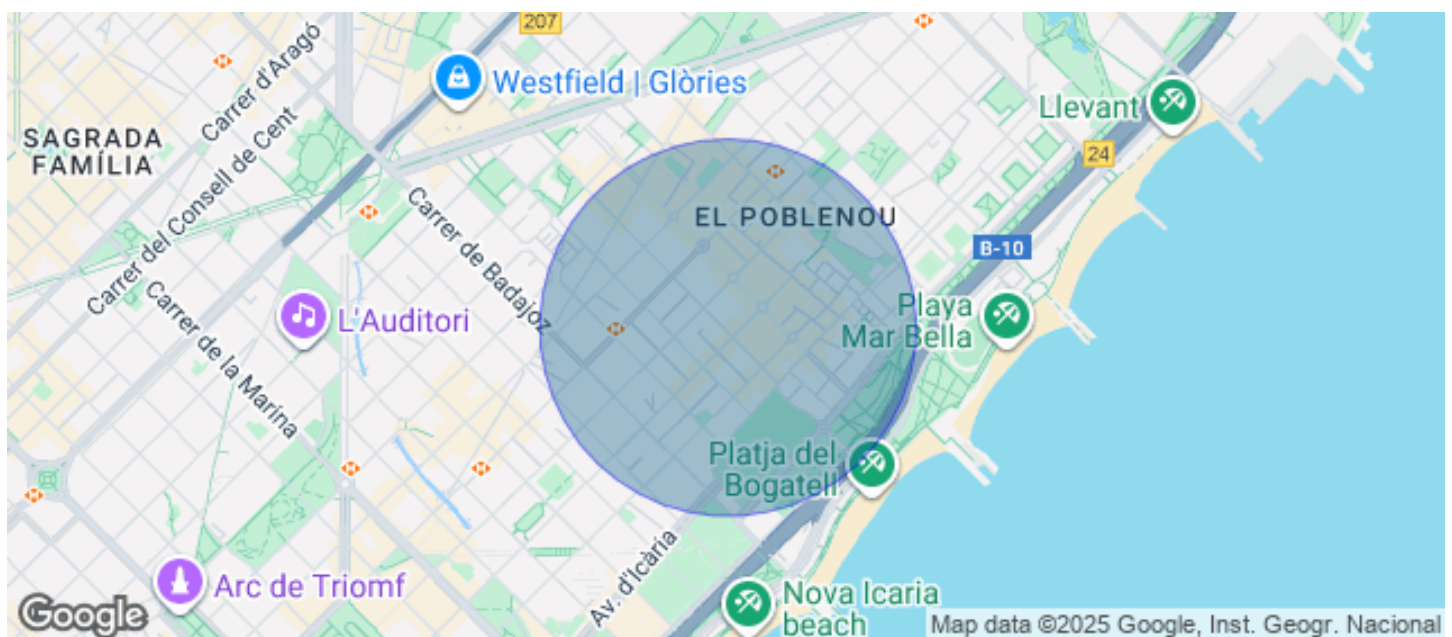 207
Carrer d'Aragó
Westfield | Glòries
Llevant
SAGRADA
FAMÍLIA
24
Carrer del Consell de Cent
Carrer de Badajoz
EL POBLENOU
B-10
Carrer de la Marina
L'Auditori
Playa
Mar Bella
Platja del
Bogatell
Av. d'Icària
Arc de Triomf
Nova Icaria
beach
Google
Map data ©2025 Google, Inst. Geogr. Nacional